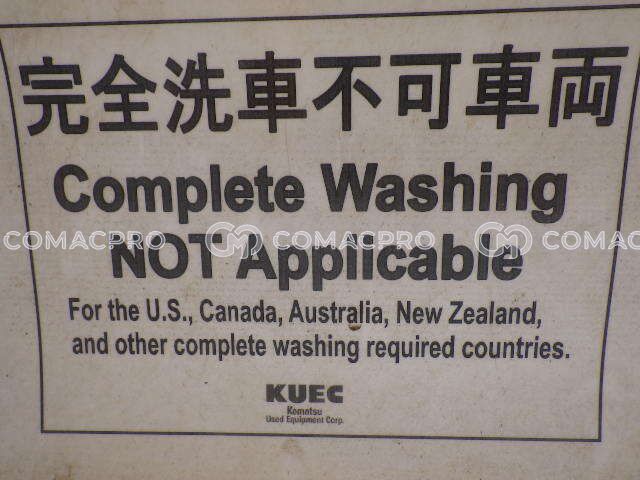 完全洗車不可車両
Complete Washing
NOT Applicable
COMACPRO COMACPRO COMACP
For the U.S., Canada, Australia, New Zealand,
and other complete washing required countries.
KUEC
Komatsu
Used Equipment Corp.